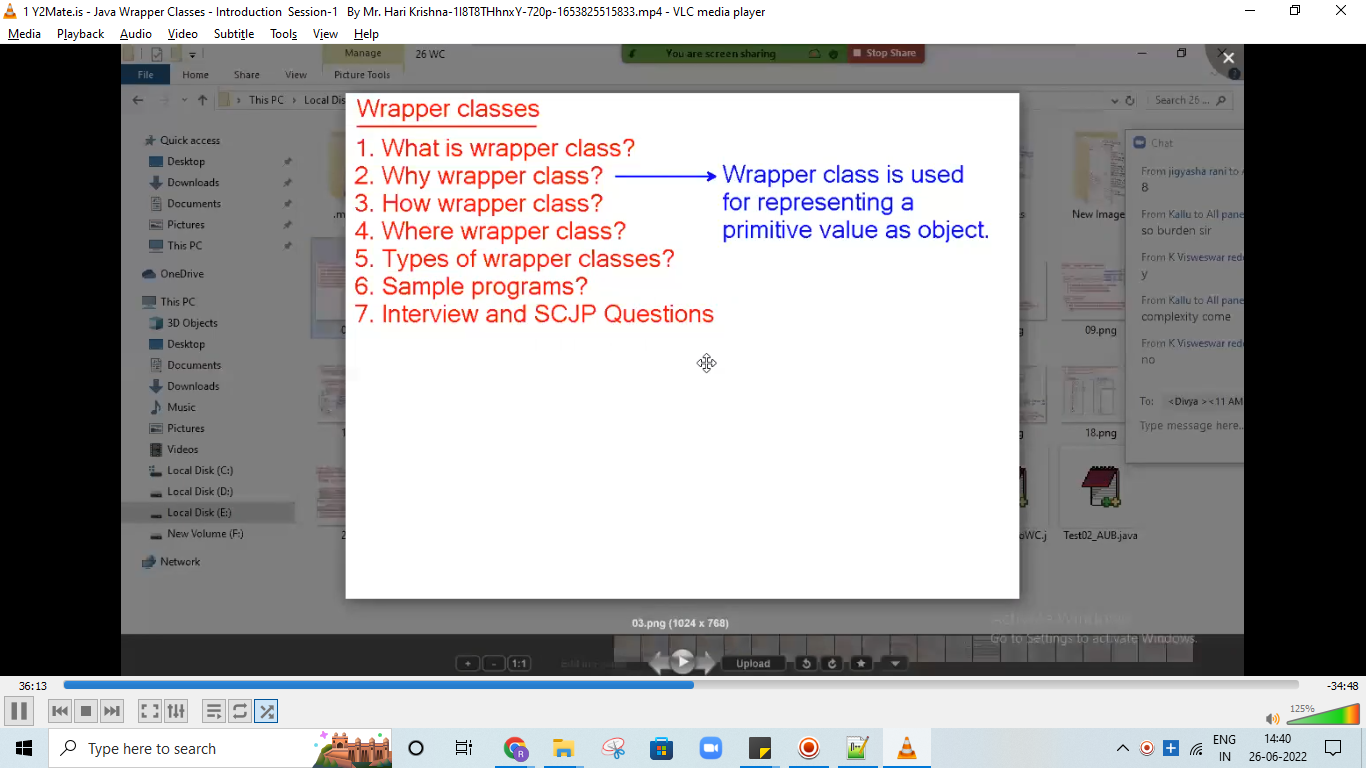 1 Y2Mate.is - Java Wrapper Classes - Introduction Session-1 By Mr. Hari Krishna-1I8T8THhnxY-720p-1653825515833.mp4 - VLC media player
Media Playback Audio Video Subtitle Tools View Help
Manage
26 WC
You are screen sharing
Stop Share
File Home Share View Picture Tools
This PC
Local Dis
Search 26 ...
Wrapper classes
1. What is wrapper class?
2. Why wrapper class?
3. How wrapper class?
4. Where wrapper class?
5. Types of wrapper classes?
6. Sample programs?
7. Interview and SCJP Questions
Wrapper class is used
for representing a
primitive value as object.
Quick access
Desktop
Downloads
Documents
Pictures
This PC
OneDrive
This PC
3D Objects
Desktop
Documents
Downloads
Music
Pictures
Videos
Local Disk (C:)
Local Disk (D:)
Local Disk (E:)
New Volume (F:)
Network
New Image
09.png
18.png
Test02_AUB.java
Chat
From jigyasha rani to
8
From Kallu to All pane
so burden sir
From K Visweswar redd
y
From Kallu to All pane
complexity come
From K Visweswar redd
no
To: <Divya > <11 AM
Type message here..
03.png (1024 x 768)
Activate Windows
Go to Settings to activate Windows.
+ - 1:1
Upload
36:13
-34:48
125%
Type here to search
ENG
IN
14:40
26-06-2022